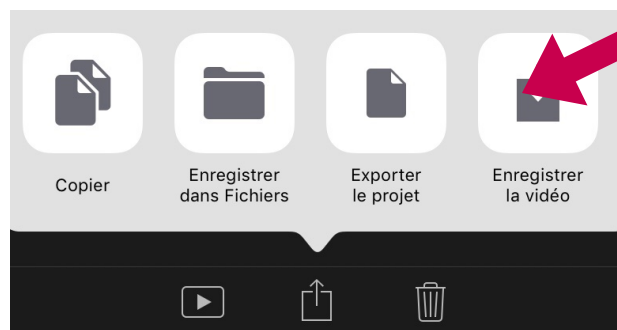 Copier
Enregistrer
dans Fichiers
Exporter
le projet
Enregistrer
la vidéo